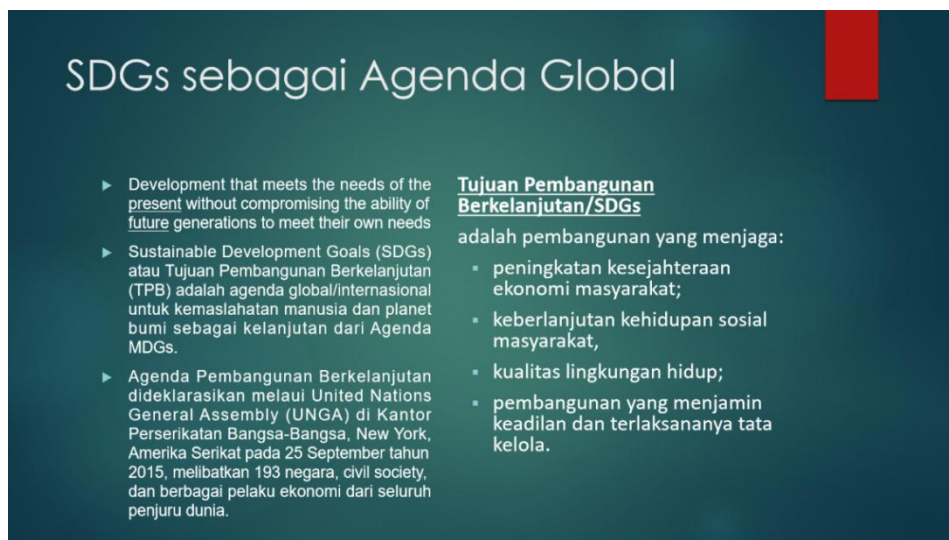 SDGs sebagai Agenda Global
Development that meets the needs of the
present without compromising the ability of
future generations to meet their own needs
Sustainable Development Goals (SDGs)
atau Tujuan Pembangunan Berkelanjutan
(TPB) adalah agenda global/internasional
untuk kemaslahatan manusia dan planet
bumi sebagai kelanjutan dari Agenda
MDGs.
Agenda Pembangunan Berkelanjutan
dideklarasikan melaui United Nations
General Assembly (UNGA) di Kantor
Perserikatan Bangsa-Bangsa, New York,
Amerika Serikat pada 25 September tahun
2015, melibatkan 193 negara, civil society,
dan berbagai pelaku ekonomi dari seluruh
penjuru dunia.
Tujuan Pembangunan
Berkelanjutan/SDGs
adalah pembangunan yang menjaga:
peningkatan kesejahteraan
ekonomi masyarakat;
keberlanjutan kehidupan sosial
masyarakat,
kualitas lingkungan hidup;
pembangunan yang menjamin
keadilan dan terlaksananya tata
kelola.